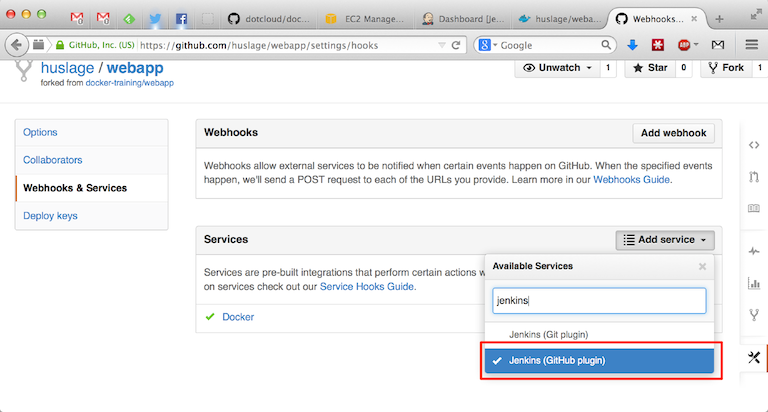 dotcloud/doc...
EC2 Manage...
Dashboard [Je...
huslage/weba...
Webhooks...
GitHub, Inc. (US)
https://github.com/huslage/webapp/settings/hooks
Google
ABP
huslage / webapp
forked from docker-training/webapp
Unwatch 1
Star 0
Fork 1
Options
Collaborators
Webhooks & Services
Deploy keys
Webhooks
Add webhook
Webhooks allow external services to be notified when certain events happen on GitHub. When the specified events
happen, we'll send a POST request to each of the URLs you provide. Learn more in our Webhooks Guide.
Services
Add service
Services are pre-built integrations that perform certain actions w
on services check out our Service Hooks Guide.
Docker
Available Services
jenkins
Jenkins (Git plugin)
Jenkins (GitHub plugin)